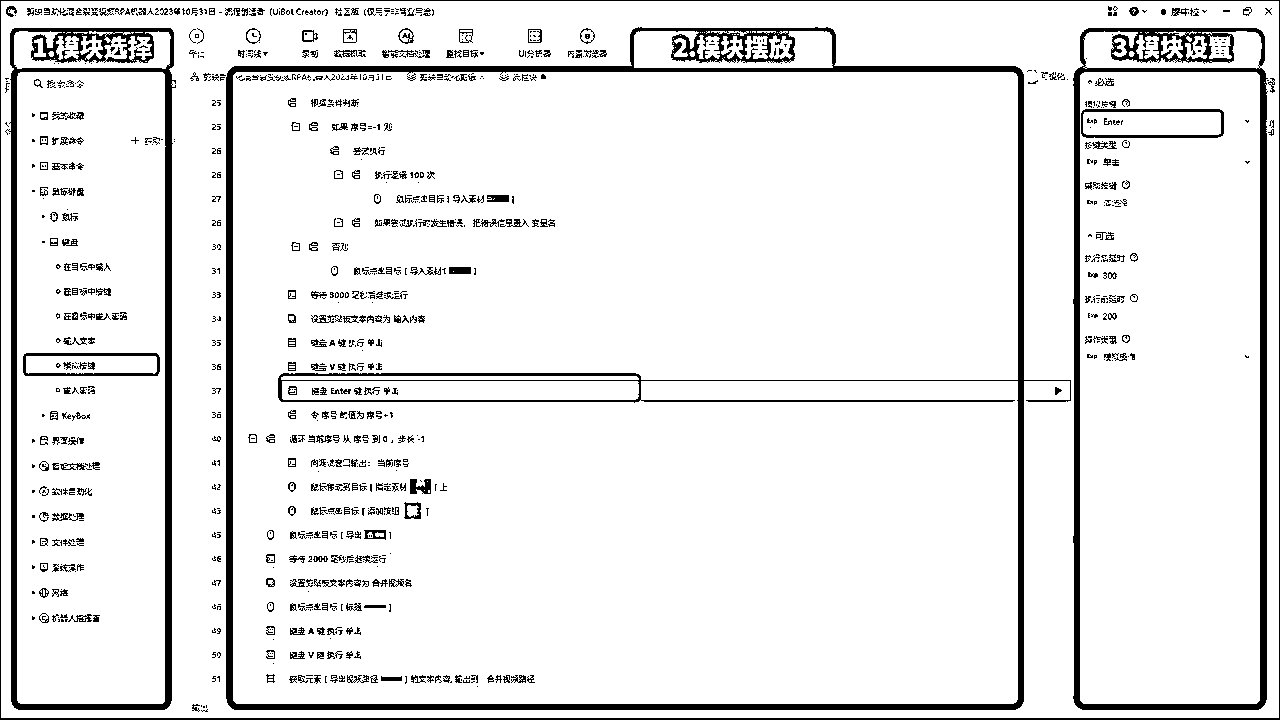 剪映自动化混合裂变视频RPA机器人2023年10月31日 - 流程创造者（UiBot Creator） 社区版（仅用于非商业用途）
1.模块选择
时间线
录制
数据抓取
智能文档处理
查找目标
UI分析器
内置浏览器
2.模块摆放
3.模块设置
搜索命令
我的收藏
扩展命令
+ 获取
基本命令
鼠标键盘
鼠标
键盘
在目标中输入
在目标中按键
在目标中输入密码
输入文本
模拟按键
输入密码
KeyBox
界面操作
智能文档处理
软件自动化
数据处理
文件处理
系统操作
网络
流程块
可视化
根据条件判断
如果 序号=-1 则
尝试执行
执行逻辑 100 次
27 鼠标点击目标 [ 导入素材 ]
如果尝试执行时发生错误，把错误信息置入 变量名
30 否则
31 鼠标点击目标 [ 导入素材1 ]
33 等待 3000 毫秒后继续运行
34 设置剪贴板文本内容为 输入内容
35 键盘 A 键 执行 单击
36 键盘 V 键 执行 单击
37 键盘 Enter 键 执行 单击
令 序号 的值为 序号+1
40 循环 当前序号 从 序号 到 0 ，步长 -1
41 向调试窗口输出： 当前序号
42 鼠标移动到目标 [ 指定素材 ] 上
43 鼠标点击目标 [ 添加按钮 ]
45 鼠标点击目标 [ 导出 ]
46 等待 2000 毫秒后继续运行
47 设置剪贴板文本内容为 合并视频名
鼠标点击目标 [ 标题 ]
49 键盘 A 键 执行 单击
50 键盘 V 键 执行 单击
51 获取元素 [ 导出视频路径 ] 的文本内容, 输出到 合并视频路径
必选
模拟按键
Exp Enter
按键类型
Exp 单击
辅助按键
Exp 请选择
可选
执行后延时
Exp 300
执行前延时
Exp 200
操作类型
Exp 模拟操作
输出